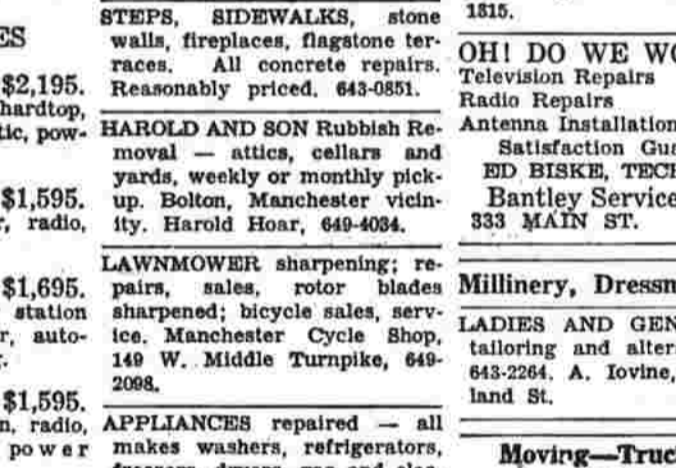 ES
$2,195.
hardtop,
tic, pow-
$1,595.
r, radio,
$1,695.
station
r, auto-
$1,595.
n, radio,
power
STEPS, SIDEWALKS, stone
walls, fireplaces, flagstone ter-
races. All concrete repairs.
Reasonably priced. 643-0851.
HAROLD AND SON Rubbish Re-
moval — attics, cellars and
yards, weekly or monthly pick-
up. Bolton, Manchester vicin-
ity. Harold Hoar, 649-4034.
LAWNMOWER sharpening; re-
pairs, sales, rotor blades
sharpened; bicycle sales, serv-
ice. Manchester Cycle Shop,
149 W. Middle Turnpike, 649-
2098.
APPLIANCES repaired — all
makes washers, refrigerators,
1315.
OH! DO WE WO
Television Repairs
Radio Repairs
Antenna Installation
Satisfaction Gua
ED BISKE, TECH
Bantley Service
333 MAIN ST.
Millinery, Dressm
LADIES AND GEN
tailoring and alter
643-2264. A. Iovine,
land St.
Moving—Truc